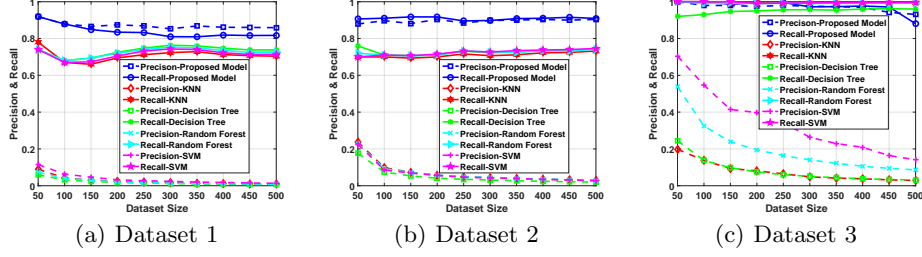 1
0.8
0.6
0.4
0.2
0
Precision & Recall
50 100 150 200 250 300 350 400 450 500
Dataset Size
Precison-Proposed Model
Recall-Proposed Model
Precision-KNN
Recall-KNN
Precision-Decision Tree
Recall-Decision Tree
Precision-Random Forest
Recall-Random Forest
Precision-SVM
Recall-SVM
(a) Dataset 1
1
0.8
0.6
0.4
0.2
0
Precision & Recall
50 100 150 200 250 300 350 400 450 500
Dataset Size
Precison-Proposed Model
Recall-Proposed Model
Precision-KNN
Recall-KNN
Precision-Decision Tree
Recall-Decision Tree
Precision-Random Forest
Recall-Random Forest
Precision-SVM
Recall-SVM
(b) Dataset 2
1
0.8
0.6
0.4
0.2
0
Precision & Recall
50 100 150 200 250 300 350 400 450 500
Dataset Size
Precison-Proposed Model
Recall-Proposed Model
Precision-KNN
Recall-KNN
Precision-Decision Tree
Recall-Decision Tree
Precision-Random Forest
Recall-Random Forest
Precision-SVM
Recall-SVM
(c) Dataset 3